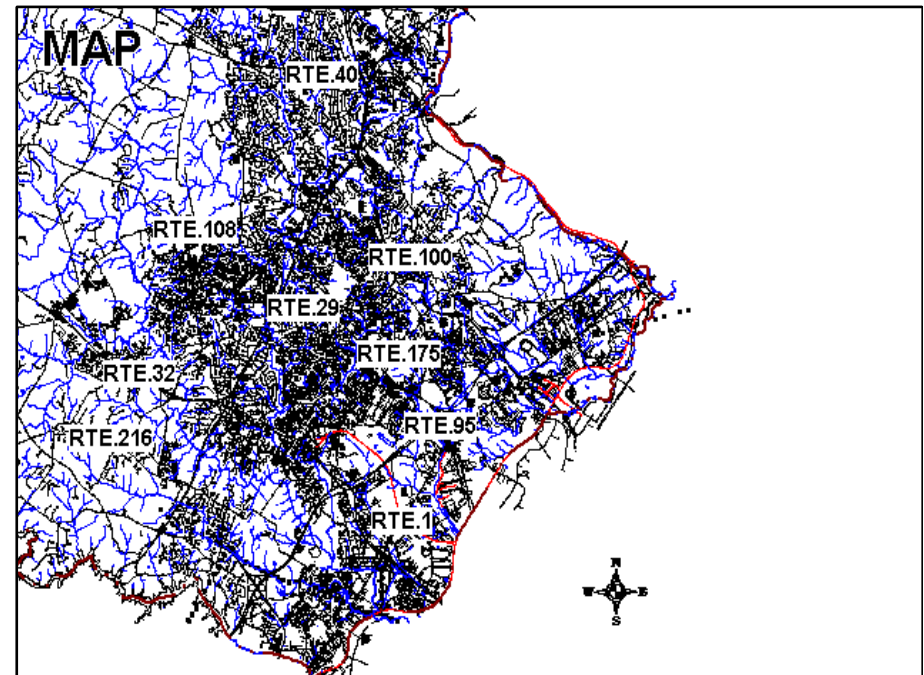 MAP
RTE.40
RTE.108
RTE.100
RTE.29
RTE.175
RTE.32
RTE.95
RTE.216
RTE.1
N
W E
S